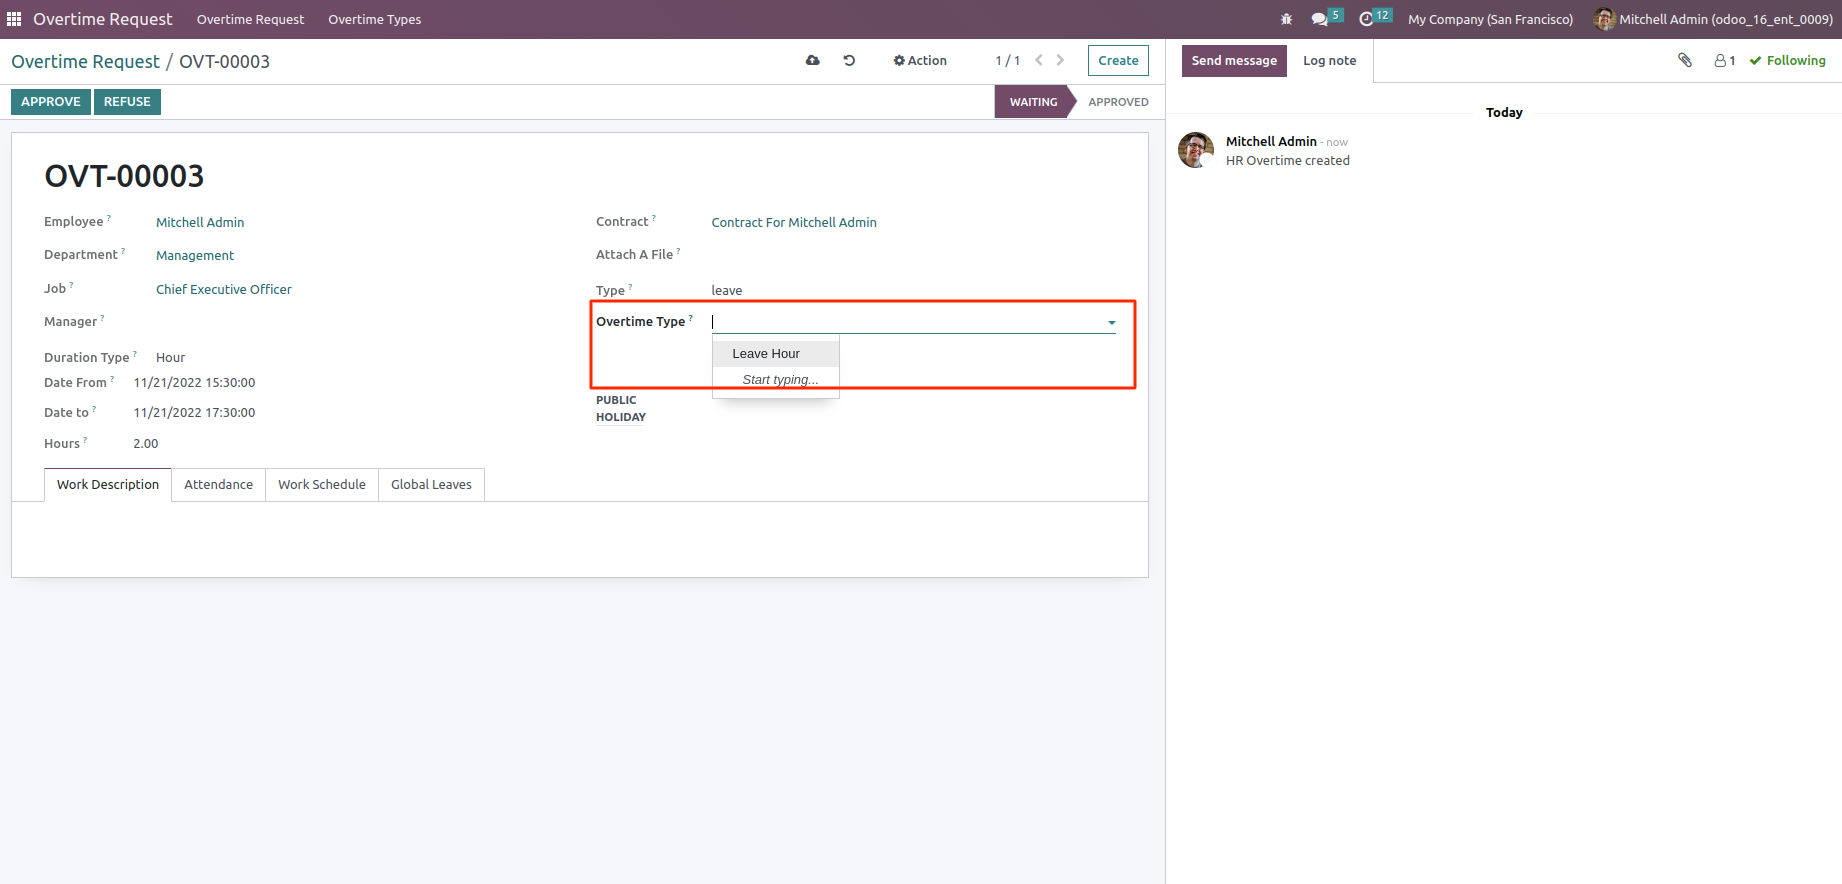 Overtime Request Overtime Request Overtime Types 5 12 My Company (San Francisco) Mitchell Admin (odoo_16_ent_0009)
Overtime Request / OVT-00003 Action 1 / 1 Create
Send message Log note 1 Following
APPROVE REFUSE WAITING APPROVED
Today
Mitchell Admin - now
HR Overtime created
OVT-00003
Employee ? Mitchell Admin
Department ? Management
Job ? Chief Executive Officer
Manager ?
Duration Type ? Hour
Date From ? 11/21/2022 15:30:00
Date to ? 11/21/2022 17:30:00
Hours ? 2.00
Contract ? Contract For Mitchell Admin
Attach A File ?
Type ? leave
Overtime Type ?
Leave Hour
Start typing...
PUBLIC
HOLIDAY
Work Description Attendance Work Schedule Global Leaves